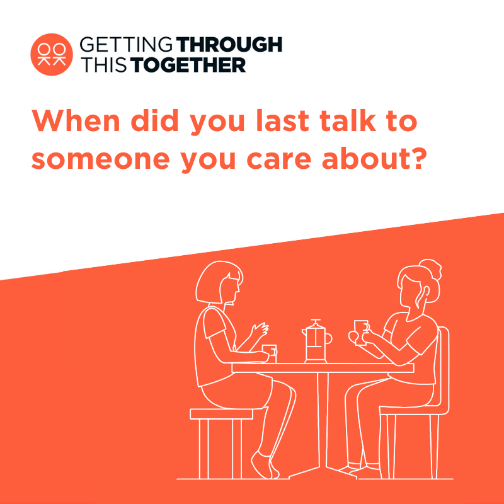 GETTING THROUGH
THIS TOGETHER
When did you last talk to
someone you care about?